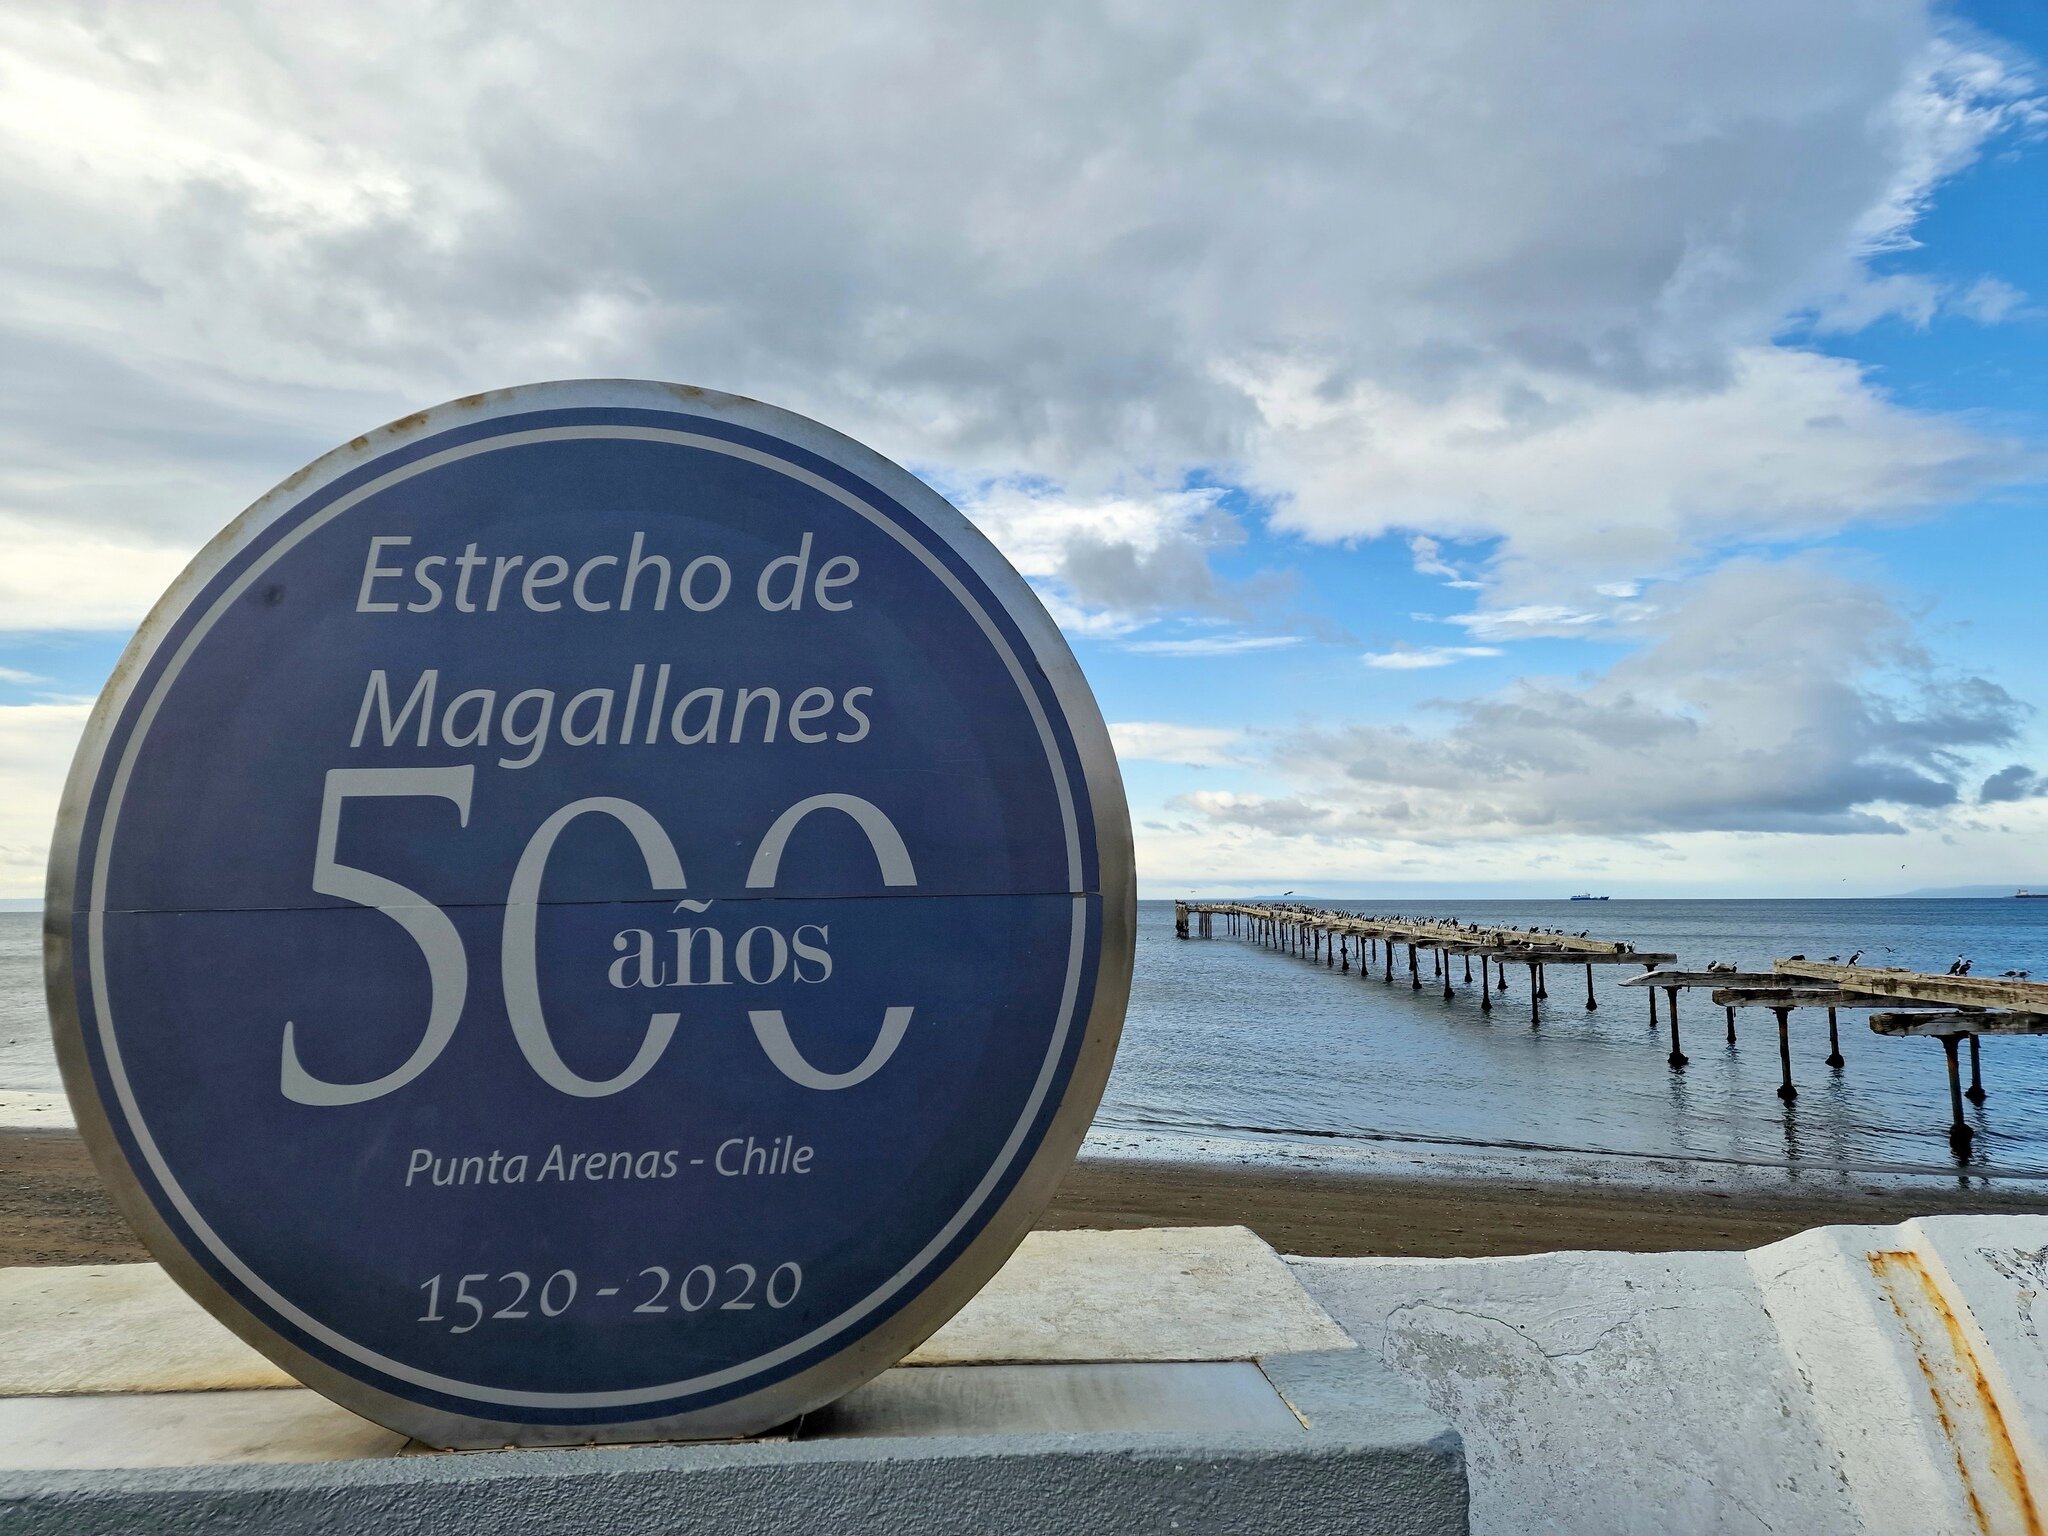 Estrecho de
Magallanes
500
años
Punta Arenas - Chile
1520 - 2020